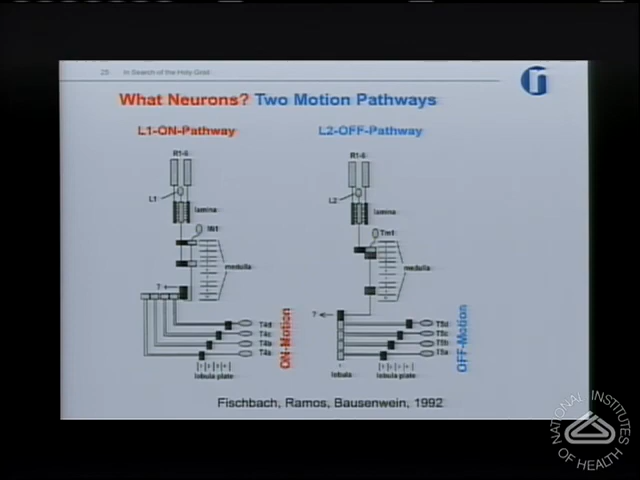 25 In Search of the Holy Grail
What Neurons? Two Motion Pathways
L1-ON-Pathway
L2-OFF-Pathway
R1-6
R1-6
L1
L2
lamina
lamina
Mi1
Tm1
medulla
medulla
?
?
T4d
T4c
T4b
T4a
ON-Motion
T5d
T5c
T5b
T5a
OFF-Motion
lobula plate
lobula
lobula plate
Fischbach, Ramos, Bausenwein, 1992
NATIONAL INSTITUTES
OF HEALTH